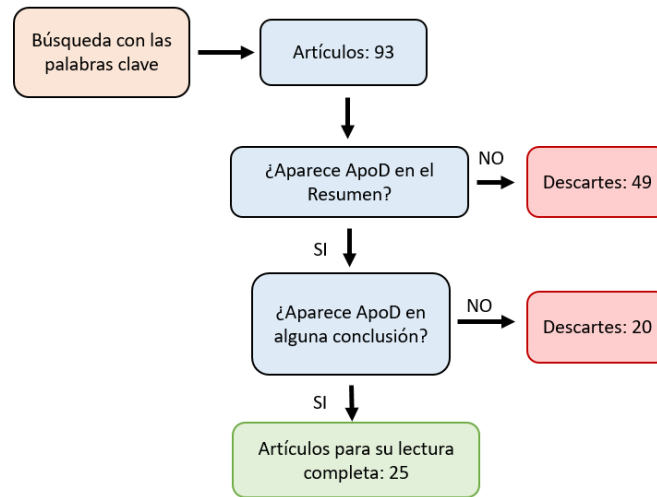 Búsqueda con las
palabras clave
Artículos: 93
¿Aparece ApoD en el
Resumen?
NO
Descartes: 49
SI
¿Aparece ApoD en
alguna conclusión?
NO
Descartes: 20
SI
Artículos para su lectura
completa: 25